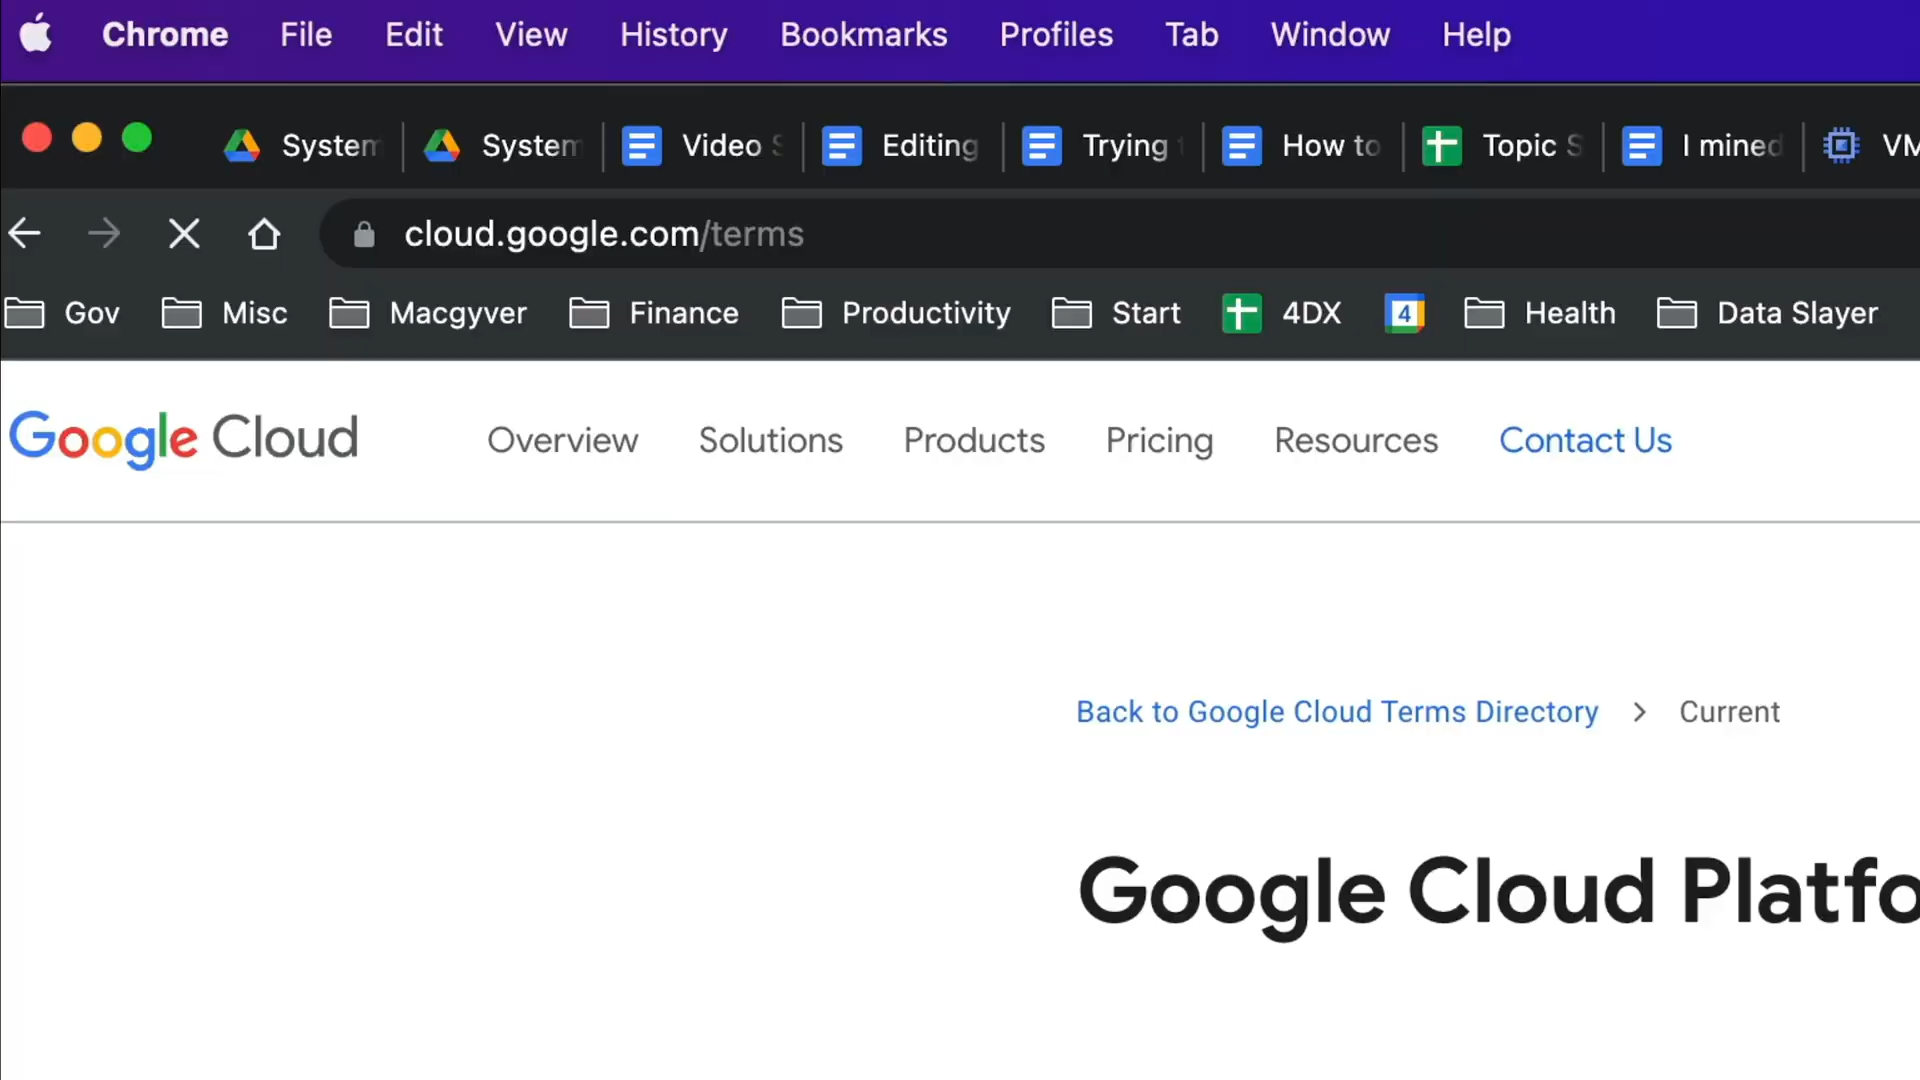 Chrome File Edit View History Bookmarks Profiles Tab Window Help
System System Video S Editing Trying How to Topic S I mined VM
cloud.google.com/terms
Gov Misc Macgyver Finance Productivity Start 4DX 4 Health Data Slayer
Google Cloud Overview Solutions Products Pricing Resources Contact Us
Back to Google Cloud Terms Directory > Current
Google Cloud Platfo